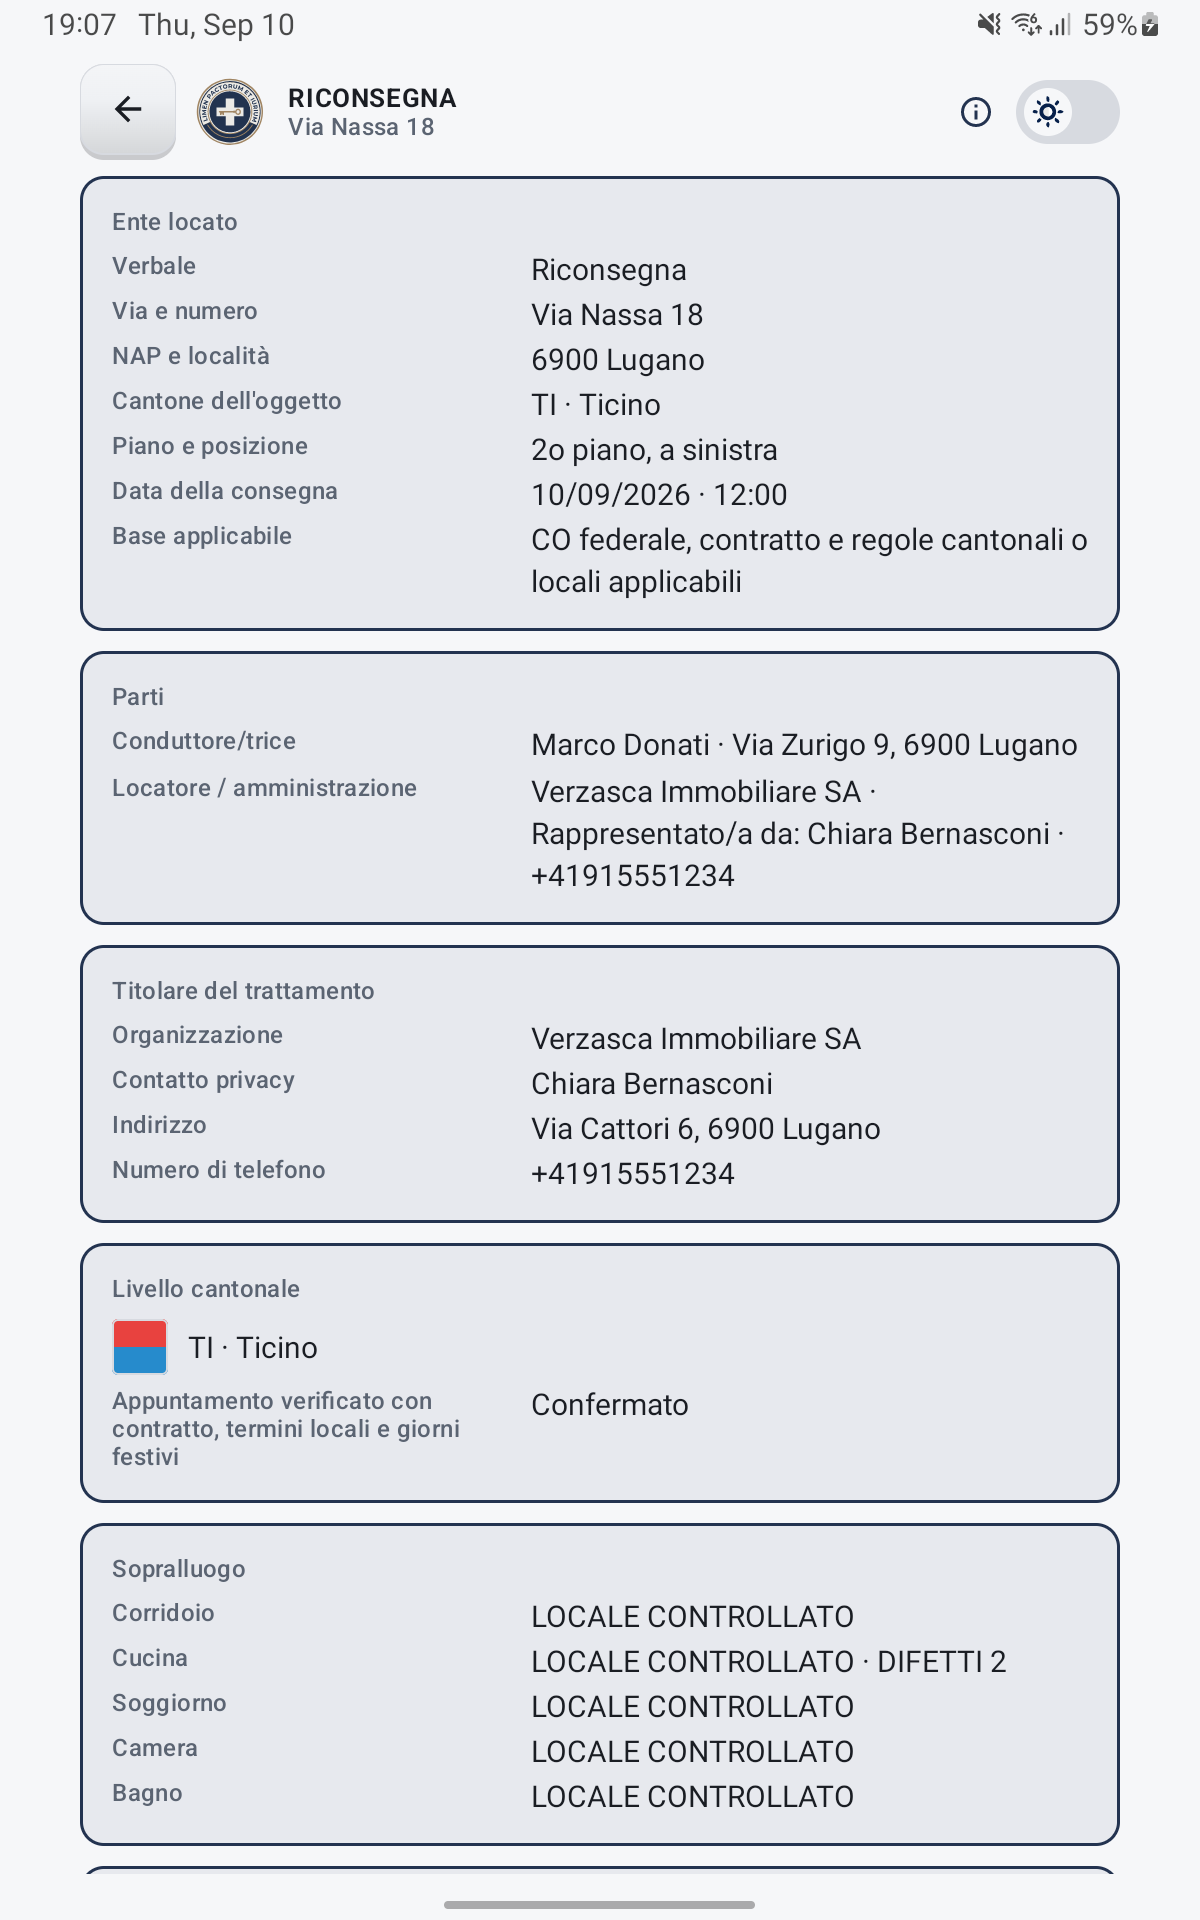 19:07 Thu, Sep 10
59%
RICONSEGNA
Via Nassa 18
Ente locato
Verbale Riconsegna
Via e numero Via Nassa 18
NAP e località 6900 Lugano
Cantone dell'oggetto TI · Ticino
Piano e posizione 2o piano, a sinistra
Data della consegna 10/09/2026 · 12:00
Base applicabile CO federale, contratto e regole cantonali o
locali applicabili
Parti
Conduttore/trice Marco Donati · Via Zurigo 9, 6900 Lugano
Locatore / amministrazione Verzasca Immobiliare SA ·
Rappresentato/a da: Chiara Bernasconi ·
+41915551234
Titolare del trattamento
Organizzazione Verzasca Immobiliare SA
Contatto privacy Chiara Bernasconi
Indirizzo Via Cattori 6, 6900 Lugano
Numero di telefono +41915551234
Livello cantonale
TI · Ticino
Appuntamento verificato con Confermato
contratto, termini locali e giorni
festivi
Sopralluogo
Corridoio LOCALE CONTROLLATO
Cucina LOCALE CONTROLLATO · DIFETTI 2
Soggiorno LOCALE CONTROLLATO
Camera LOCALE CONTROLLATO
Bagno LOCALE CONTROLLATO